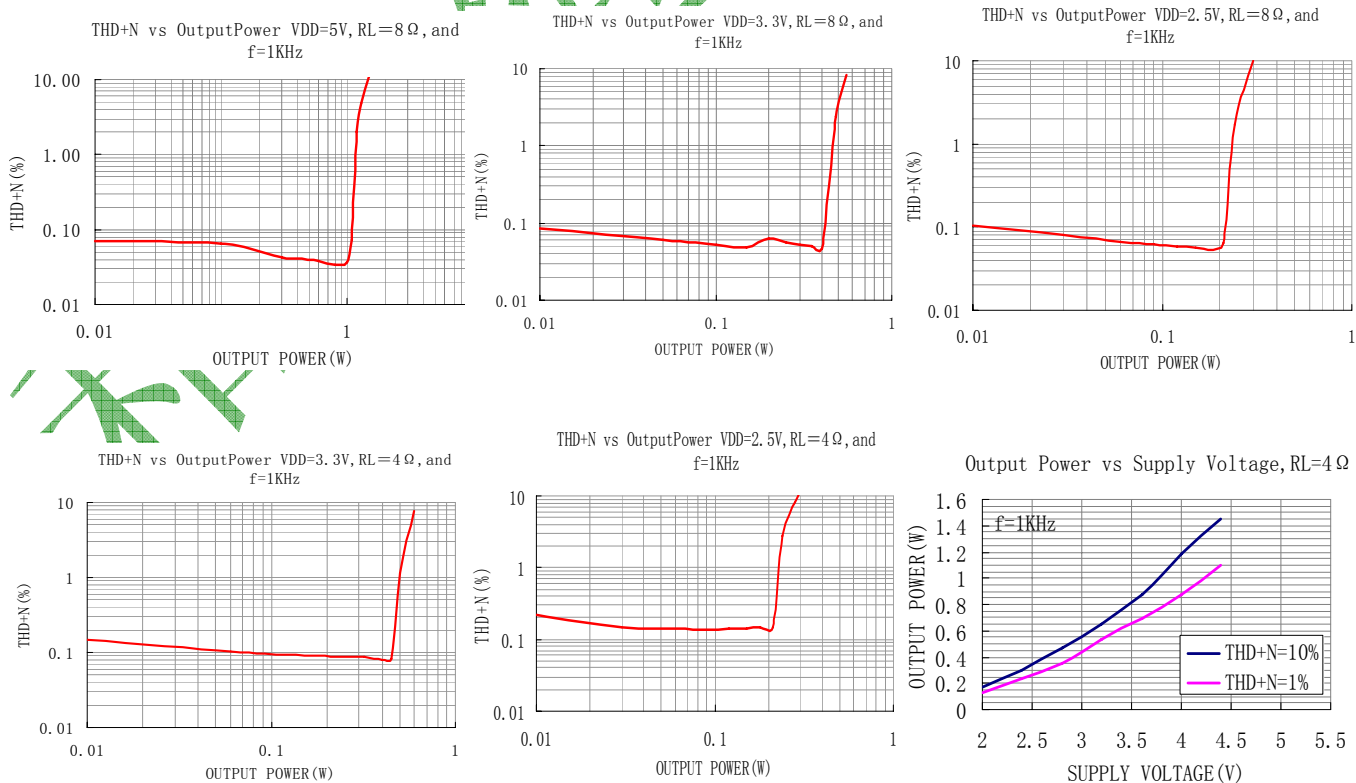 THD+N vs OutputPower VDD=5V, RL=8Ω, and
f=1KHz
10.00
1.00
0.10
0.01
THD+N(%)
0.01
1
OUTPUT POWER(W)
THD+N vs OutputPower VDD=3.3V, RL=8Ω, and
f=1KHz
10
1
0.1
0.01
THD+N(%)
0.01
0.1
1
OUTPUT POWER(W)
THD+N vs OutputPower VDD=2.5V, RL=8Ω, and
f=1KHz
10
1
0.1
0.01
THD+N(%)
0.01
0.1
1
OUTPUT POWER(W)
THD+N vs OutputPower VDD=3.3V, RL=4Ω, and
f=1KHz
10
1
0.1
0.01
THD+N(%)
0.01
0.1
1
OUTPUT POWER(W)
THD+N vs OutputPower VDD=2.5V, RL=4Ω, and
f=1KHz
10
1
0.1
0.01
THD+N(%)
0.01
0.1
1
OUTPUT POWER(W)
Output Power vs Supply Voltage, RL=4Ω
f=1KHz
1.6
1.4
1.2
1
0.8
0.6
0.4
0.2
0
OUTPUT POWER(W)
THD+N=10%
THD+N=1%
2 2.5 3 3.5 4 4.5 5 5.5
SUPPLY VOLTAGE(V)